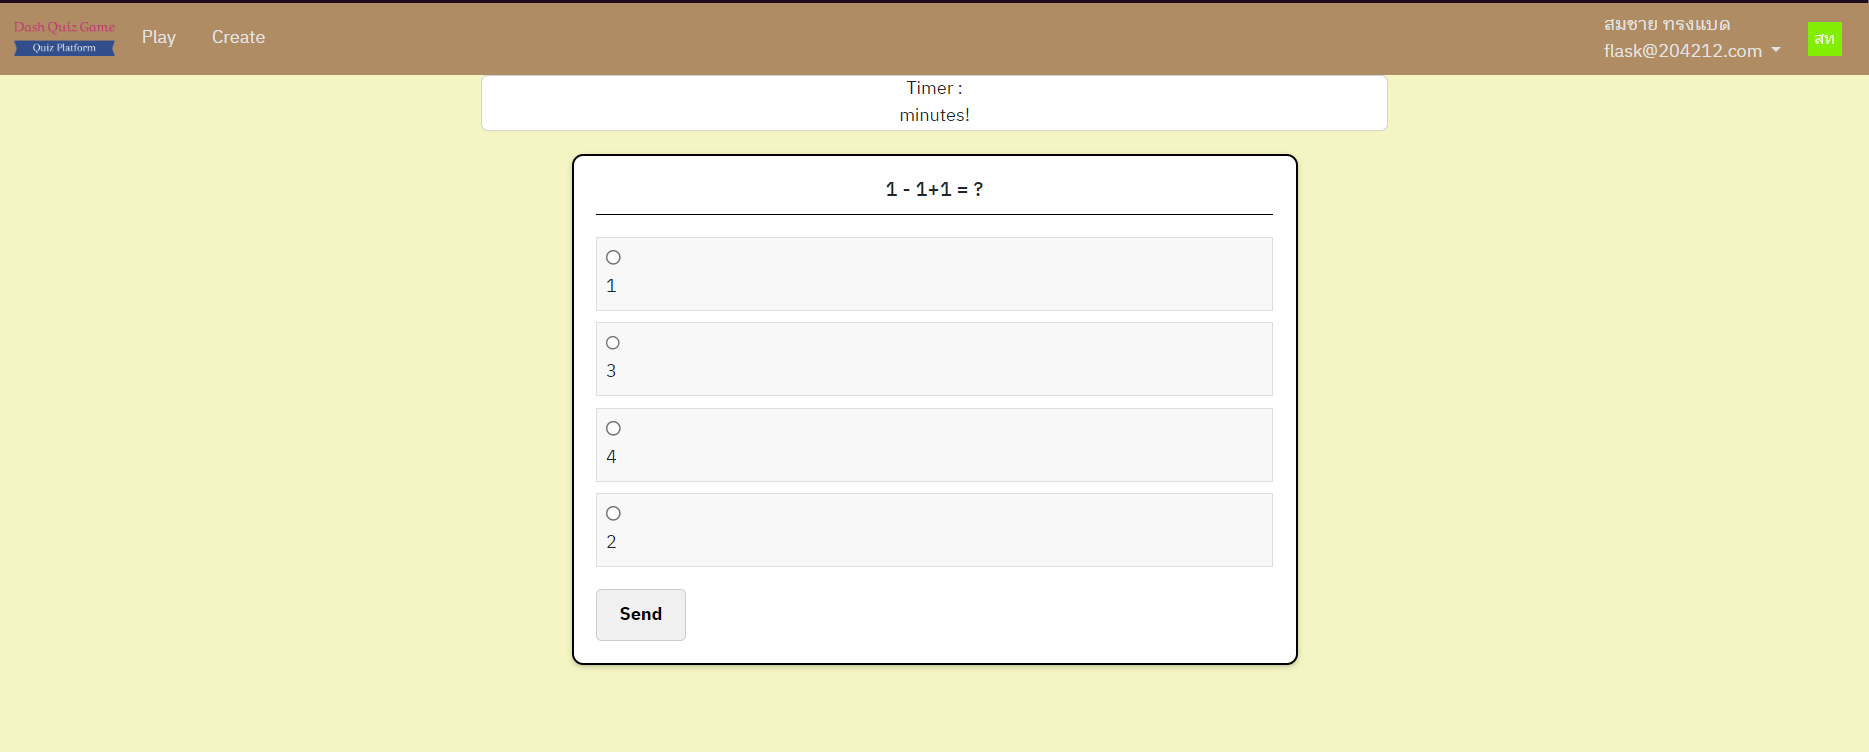 Dash Quiz Game
Quiz Platform
Play
Create
สมชาย ทรงแบด
flask@204212.com
สท
Timer :
minutes!
1 - 1+1 = ?
1
3
4
2
Send